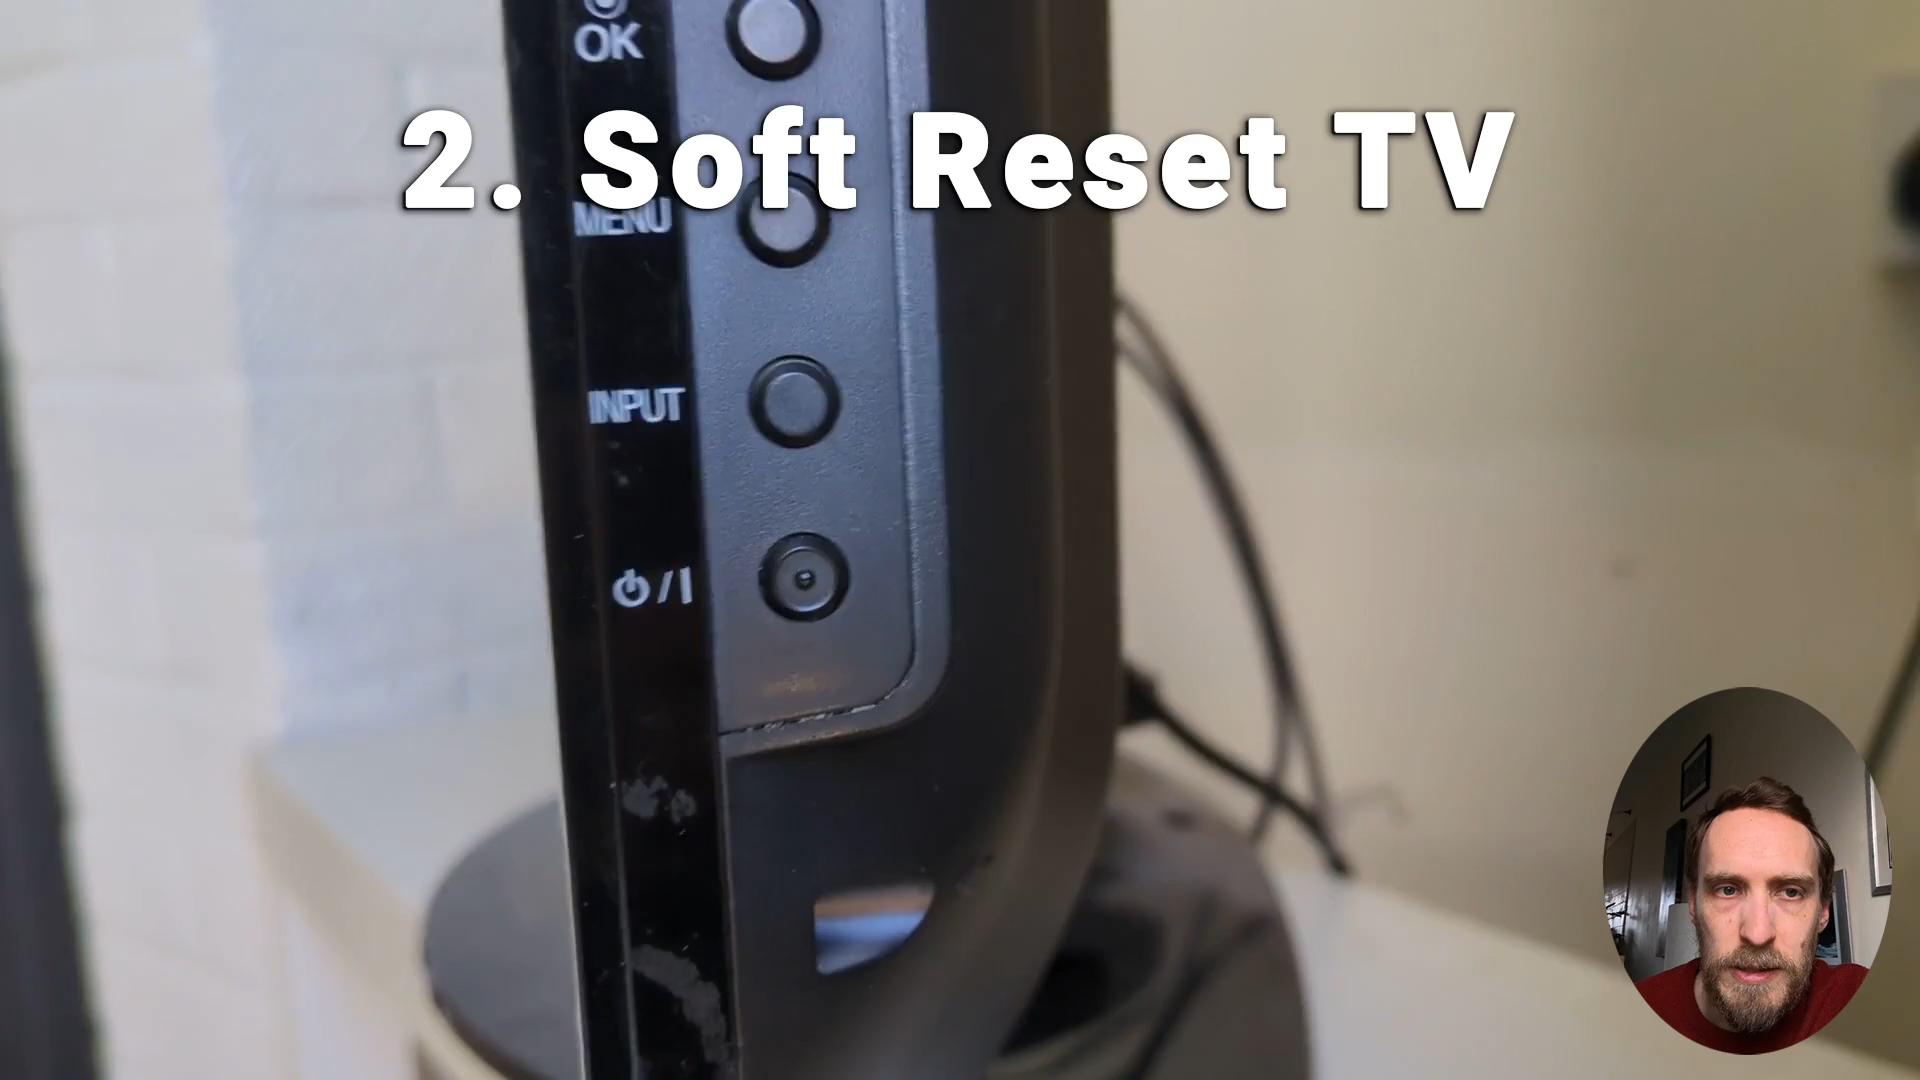 OK
2. Soft Reset TV
MENU
INPUT
⏻/I